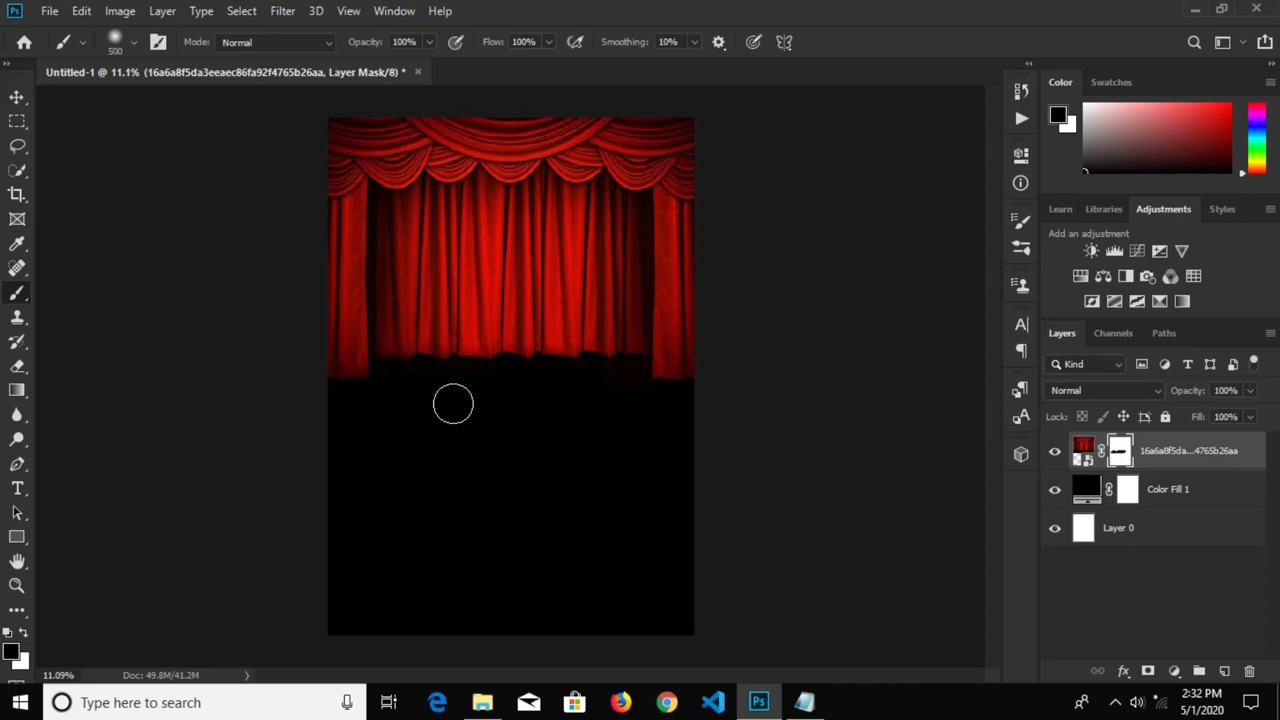 Ps File Edit Image Layer Type Select Filter 3D View Window Help
500 Mode: Normal Opacity: 100% Flow: 100% Smoothing: 10%
Untitled-1 @ 11.1% (16a6a8f5da3eeaec86fa92f4765b26aa, Layer Mask/8) * ×
Color Swatches
Learn Libraries Adjustments Styles
Add an adjustment
Layers Channels Paths
Kind
Normal Opacity: 100%
Lock: Fill: 100%
16a6a8f5da...4765b26aa
Color Fill 1
Layer 0
11.09% Doc: 49.8M/41.2M
Type here to search
Ps
2:32 PM
5/1/2020